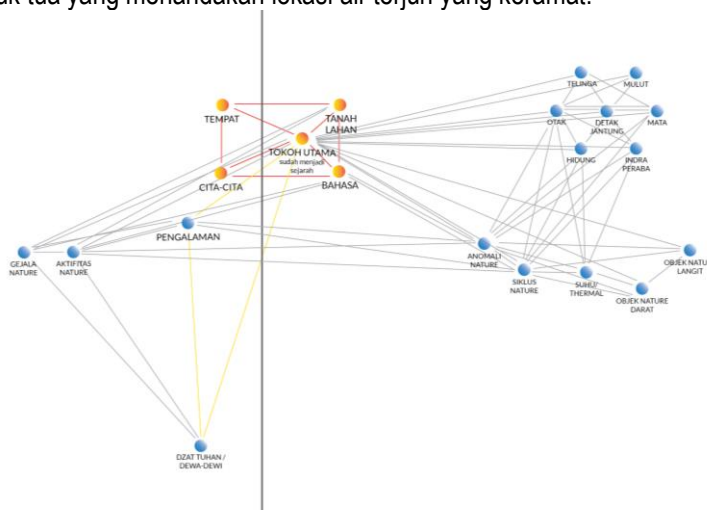 tua yang menandakan lokasi air terjun yang keramat.
TELINGA
MULUT
TEMPAT
TANAH
LAHAN
OTAK
DETAK
JANTUNG
MATA
TOKOH UTAMA
sudah menjadi
sejarah
HIDUNG
INDRA
PERABA
CITA-CITA
BAHASA
PENGALAMAN
GEJALA
NATURE
AKTIFITAS
NATURE
ANOMALI
NATURE
SIKLUS
NATURE
SUHU/
THERMAL
OBJEK NATURE
DARAT
OBJEK NATU
LANGIT
DZAT TUHAN /
DEWA-DEWI